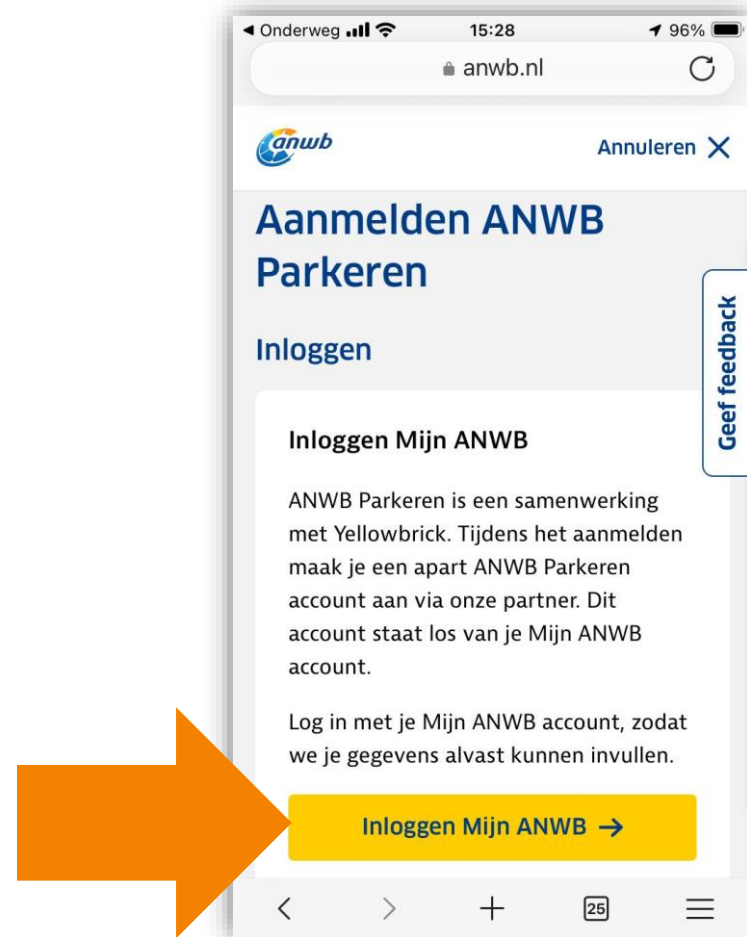 Onderweg 15:28 96%
anwb.nl
anwb Annuleren
Aanmelden ANWB
Parkeren
Geef feedback
Inloggen
Inloggen Mijn ANWB
ANWB Parkeren is een samenwerking
met Yellowbrick. Tijdens het aanmelden
maak je een apart ANWB Parkeren
account aan via onze partner. Dit
account staat los van je Mijn ANWB
account.
Log in met je Mijn ANWB account, zodat
we je gegevens alvast kunnen invullen.
Inloggen Mijn ANWB →
25